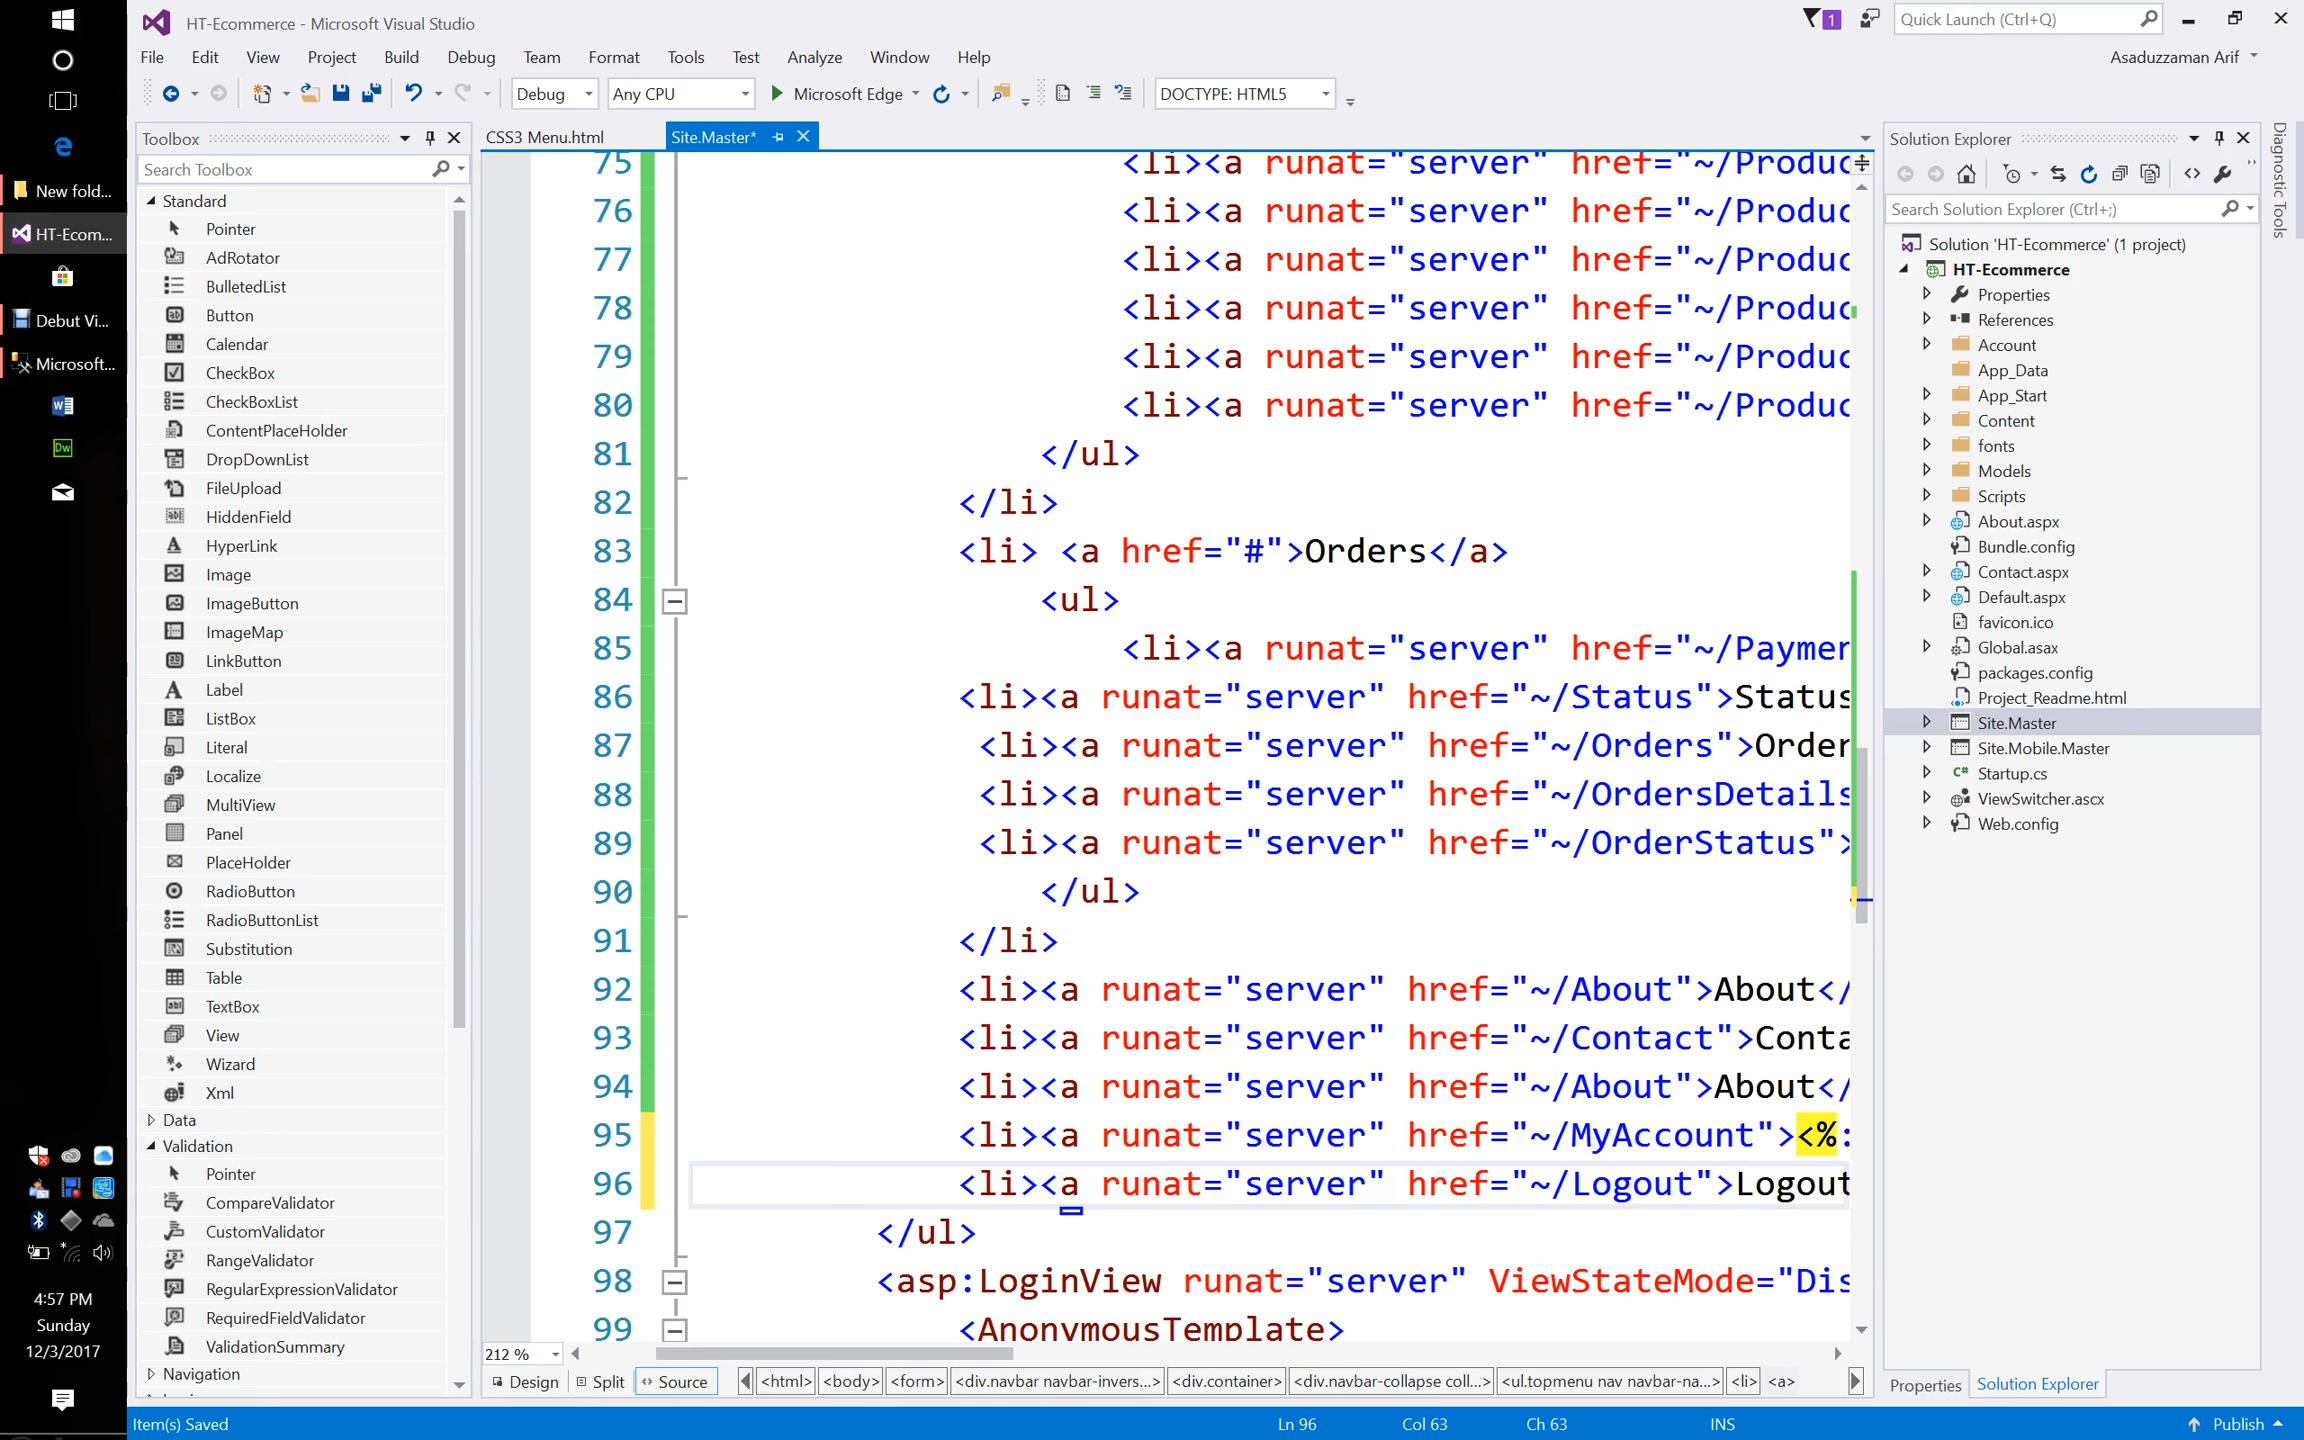 HT-Ecommerce - Microsoft Visual Studio
1
Quick Launch (Ctrl+Q)
File Edit View Project Build Debug Team Format Tools Test Analyze Window Help
Asaduzzaman Arif
Debug
Any CPU
Microsoft Edge
DOCTYPE: HTML5
New fold...
HT-Ecom...
Debut Vi...
Microsoft...
Dw
4:57 PM
Sunday
12/3/2017
Toolbox
Search Toolbox
Standard
Pointer
AdRotator
BulletedList
Button
Calendar
CheckBox
CheckBoxList
ContentPlaceHolder
DropDownList
FileUpload
HiddenField
HyperLink
Image
ImageButton
ImageMap
LinkButton
Label
ListBox
Literal
Localize
MultiView
Panel
PlaceHolder
RadioButton
RadioButtonList
Substitution
Table
TextBox
View
Wizard
Xml
Data
Validation
Pointer
CompareValidator
CustomValidator
RangeValidator
RegularExpressionValidator
RequiredFieldValidator
ValidationSummary
Navigation
CSS3 Menu.html
Site.Master*
75 <li><a runat="server" href="~/Produc
76 <li><a runat="server" href="~/Produc
77 <li><a runat="server" href="~/Produc
78 <li><a runat="server" href="~/Produc
79 <li><a runat="server" href="~/Produc
80 <li><a runat="server" href="~/Produc
81 </ul>
82 </li>
83 <li> <a href="#">Orders</a>
84 <ul>
85 <li><a runat="server" href="~/Paymen
86 <li><a runat="server" href="~/Status">Status
87 <li><a runat="server" href="~/Orders">Order
88 <li><a runat="server" href="~/OrdersDetails
89 <li><a runat="server" href="~/OrderStatus">
90 </ul>
91 </li>
92 <li><a runat="server" href="~/About">About</
93 <li><a runat="server" href="~/Contact">Conta
94 <li><a runat="server" href="~/About">About</
95 <li><a runat="server" href="~/MyAccount"><%:
96 <li><a runat="server" href="~/Logout">Logout
97 </ul>
98 <asp:LoginView runat="server" ViewStateMode="Dis
99 <AnonymousTemplate>
212 %
Design Split Source
<html> <body> <form> <div.navbar navbar-invers...> <div.container> <div.navbar-collapse coll...> <ul.topmenu nav navbar-na...> <li> <a>
Solution Explorer
Search Solution Explorer (Ctrl+;)
Solution 'HT-Ecommerce' (1 project)
HT-Ecommerce
Properties
References
Account
App_Data
App_Start
Content
fonts
Models
Scripts
About.aspx
Bundle.config
Contact.aspx
Default.aspx
favicon.ico
Global.asax
packages.config
Project_Readme.html
Site.Master
Site.Mobile.Master
Startup.cs
ViewSwitcher.ascx
Web.config
Properties Solution Explorer
Diagnostic Tools
Item(s) Saved
Ln 96
Col 63
Ch 63
INS
Publish